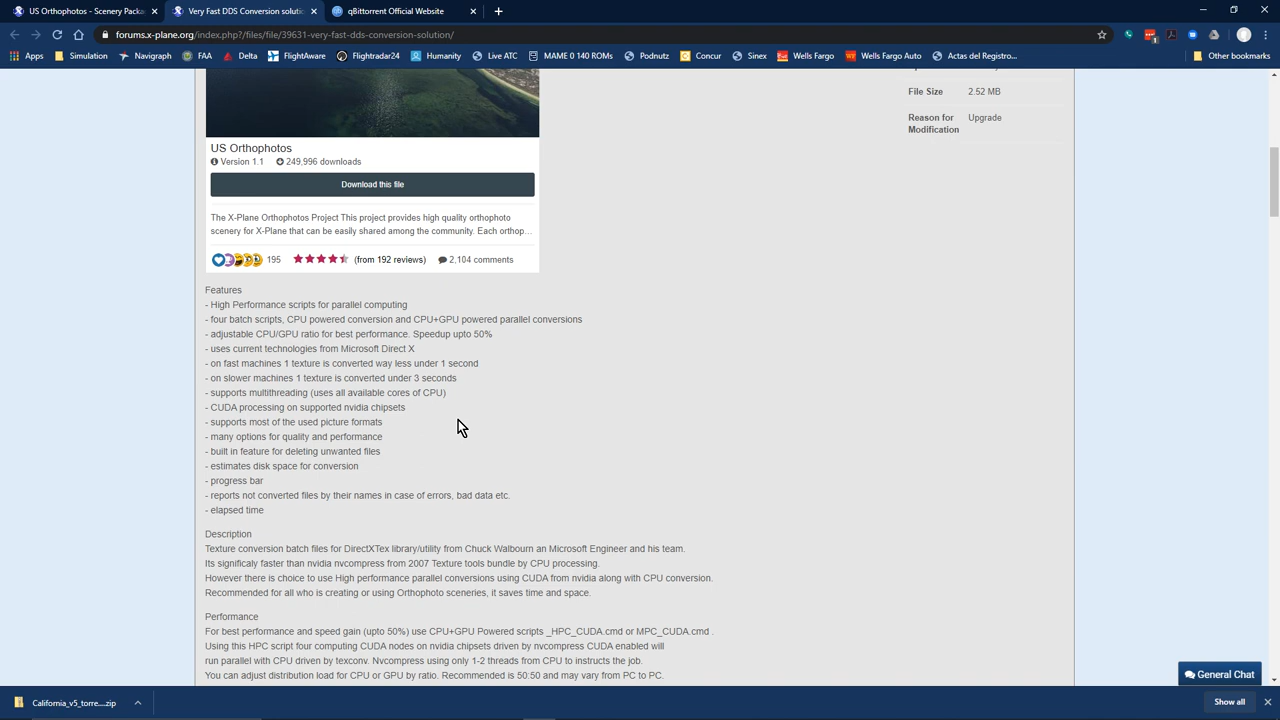 US Orthophotos - Scenery Packa
Very Fast DDS Conversion solutio
qBittorrent Official Website
forums.x-plane.org/index.php?/files/file/39631-very-fast-dds-conversion-solution/
Apps
Simulation
Navigraph
FAA
Delta
FlightAware
Flightradar24
Humanity
Live ATC
MAME 0 140 ROMs
Podnutz
Concur
Sinex
Wells Fargo
Wells Fargo Auto
Actas del Registro...
Other bookmarks
File Size 2.52 MB
Reason for Modification Upgrade
US Orthophotos
Version 1.1 249,996 downloads
Download this file
The X-Plane Orthophotos Project This project provides high quality orthophoto
scenery for X-Plane that can be easily shared among the community. Each orthop...
195 (from 192 reviews) 2,104 comments
Features
- High Performance scripts for parallel computing
- four batch scripts, CPU powered conversion and CPU+GPU powered parallel conversions
- adjustable CPU/GPU ratio for best performance. Speedup upto 50%
- uses current technologies from Microsoft Direct X
- on fast machines 1 texture is converted way less under 1 second
- on slower machines 1 texture is converted under 3 seconds
- supports multithreading (uses all available cores of CPU)
- CUDA processing on supported nvidia chipsets
- supports most of the used picture formats
- many options for quality and performance
- built in feature for deleting unwanted files
- estimates disk space for conversion
- progress bar
- reports not converted files by their names in case of errors, bad data etc.
- elapsed time
Description
Texture conversion batch files for DirectXTex library/utility from Chuck Walbourn an Microsoft Engineer and his team.
Its significaly faster than nvidia nvcompress from 2007 Texture tools bundle by CPU processing.
However there is choice to use High performance parallel conversions using CUDA from nvidia along with CPU conversion.
Recommended for all who is creating or using Orthophoto sceneries, it saves time and space.
Performance
For best performance and speed gain (upto 50%) use CPU+GPU Powered scripts _HPC_CUDA.cmd or MPC_CUDA.cmd .
Using this HPC script four computing CUDA nodes on nvidia chipsets driven by nvcompress CUDA enabled will
run parallel with CPU driven by texconv. Nvcompress using only 1-2 threads from CPU to instructs the job.
You can adjust distribution load for CPU or GPU by ratio. Recommended is 50:50 and may vary from PC to PC.
General Chat
California_v5_torre....zip
Show all